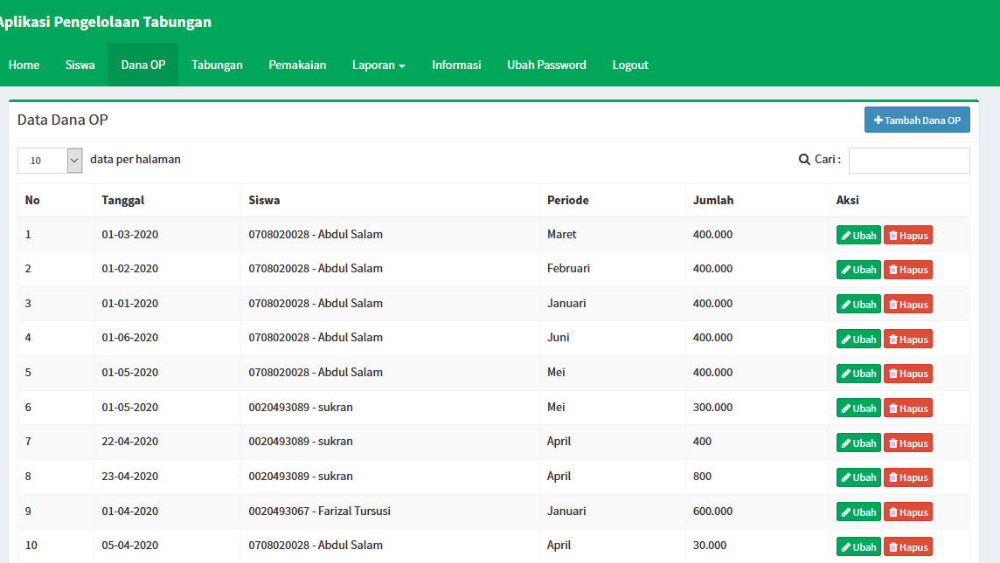 Aplikasi Pengelolaan Tabungan
Home Siswa Dana OP Tabungan Pemakaian Laporan Informasi Ubah Password Logout
Data Dana OP Tambah Dana OP
10 data per halaman Cari :
No Tanggal Siswa Periode Jumlah Aksi
1 01-03-2020 0708020028 - Abdul Salam Maret 400.000 Ubah Hapus
2 01-02-2020 0708020028 - Abdul Salam Februari 400.000 Ubah Hapus
3 01-01-2020 0708020028 - Abdul Salam Januari 400.000 Ubah Hapus
4 01-06-2020 0708020028 - Abdul Salam Juni 400.000 Ubah Hapus
5 01-05-2020 0708020028 - Abdul Salam Mei 400.000 Ubah Hapus
6 01-05-2020 0020493089 - sukran Mei 300.000 Ubah Hapus
7 22-04-2020 0020493089 - sukran April 400 Ubah Hapus
8 23-04-2020 0020493089 - sukran April 800 Ubah Hapus
9 01-04-2020 0020493067 - Farizal Tursusi Januari 600.000 Ubah Hapus
10 05-04-2020 0708020028 - Abdul Salam April 30.000 Ubah Hapus